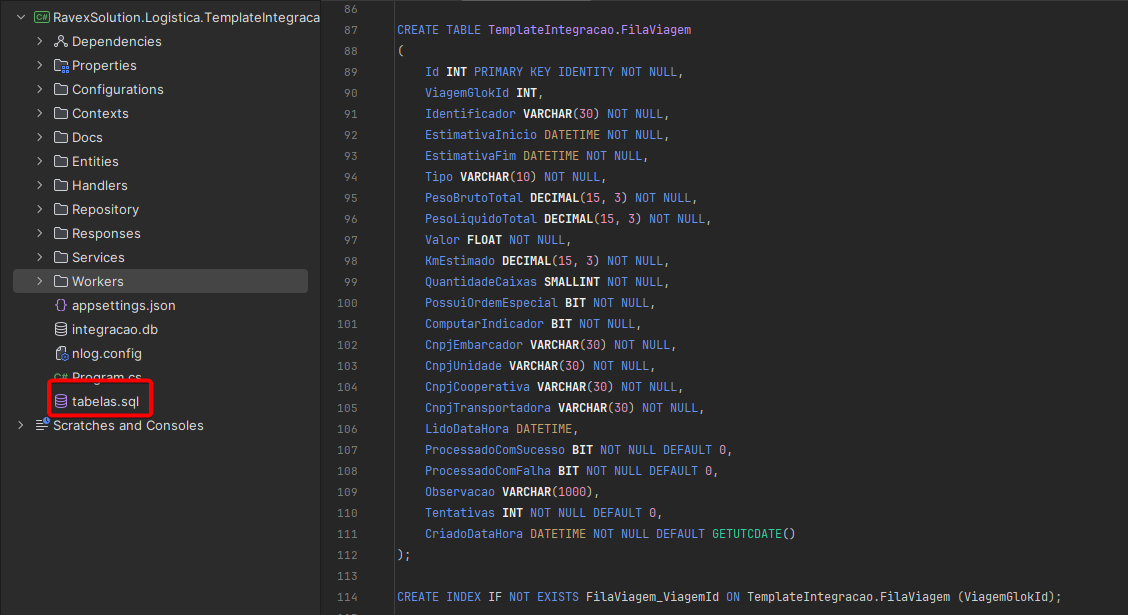 RavexSolution.Logistica.TemplateIntegraca
Dependencies
Properties
Configurations
Contexts
Docs
Entities
Handlers
Repository
Responses
Services
Workers
appsettings.json
integracao.db
nlog.config
C# Program.cs
tabelas.sql
Scratches and Consoles
86
87 CREATE TABLE TemplateIntegracao.FilaViagem
88 (
89 Id INT PRIMARY KEY IDENTITY NOT NULL,
90 ViagemGlokId INT,
91 Identificador VARCHAR(30) NOT NULL,
92 EstimativaInicio DATETIME NOT NULL,
93 EstimativaFim DATETIME NOT NULL,
94 Tipo VARCHAR(10) NOT NULL,
95 PesoBrutoTotal DECIMAL(15, 3) NOT NULL,
96 PesoLiquidoTotal DECIMAL(15, 3) NOT NULL,
97 Valor FLOAT NOT NULL,
98 KmEstimado DECIMAL(15, 3) NOT NULL,
99 QuantidadeCaixas SMALLINT NOT NULL,
100 PossuiOrdemEspecial BIT NOT NULL,
101 ComputarIndicador BIT NOT NULL,
102 CnpjEmbarcador VARCHAR(30) NOT NULL,
103 CnpjUnidade VARCHAR(30) NOT NULL,
104 CnpjCooperativa VARCHAR(30) NOT NULL,
105 CnpjTransportadora VARCHAR(30) NOT NULL,
106 LidoDataHora DATETIME,
107 ProcessadoComSucesso BIT NOT NULL DEFAULT 0,
108 ProcessadoComFalha BIT NOT NULL DEFAULT 0,
109 Observacao VARCHAR(1000),
110 Tentativas INT NOT NULL DEFAULT 0,
111 CriadoDataHora DATETIME NOT NULL DEFAULT GETUTCDATE()
112 );
113
114 CREATE INDEX IF NOT EXISTS FilaViagem_ViagemId ON TemplateIntegracao.FilaViagem (ViagemGlokId);